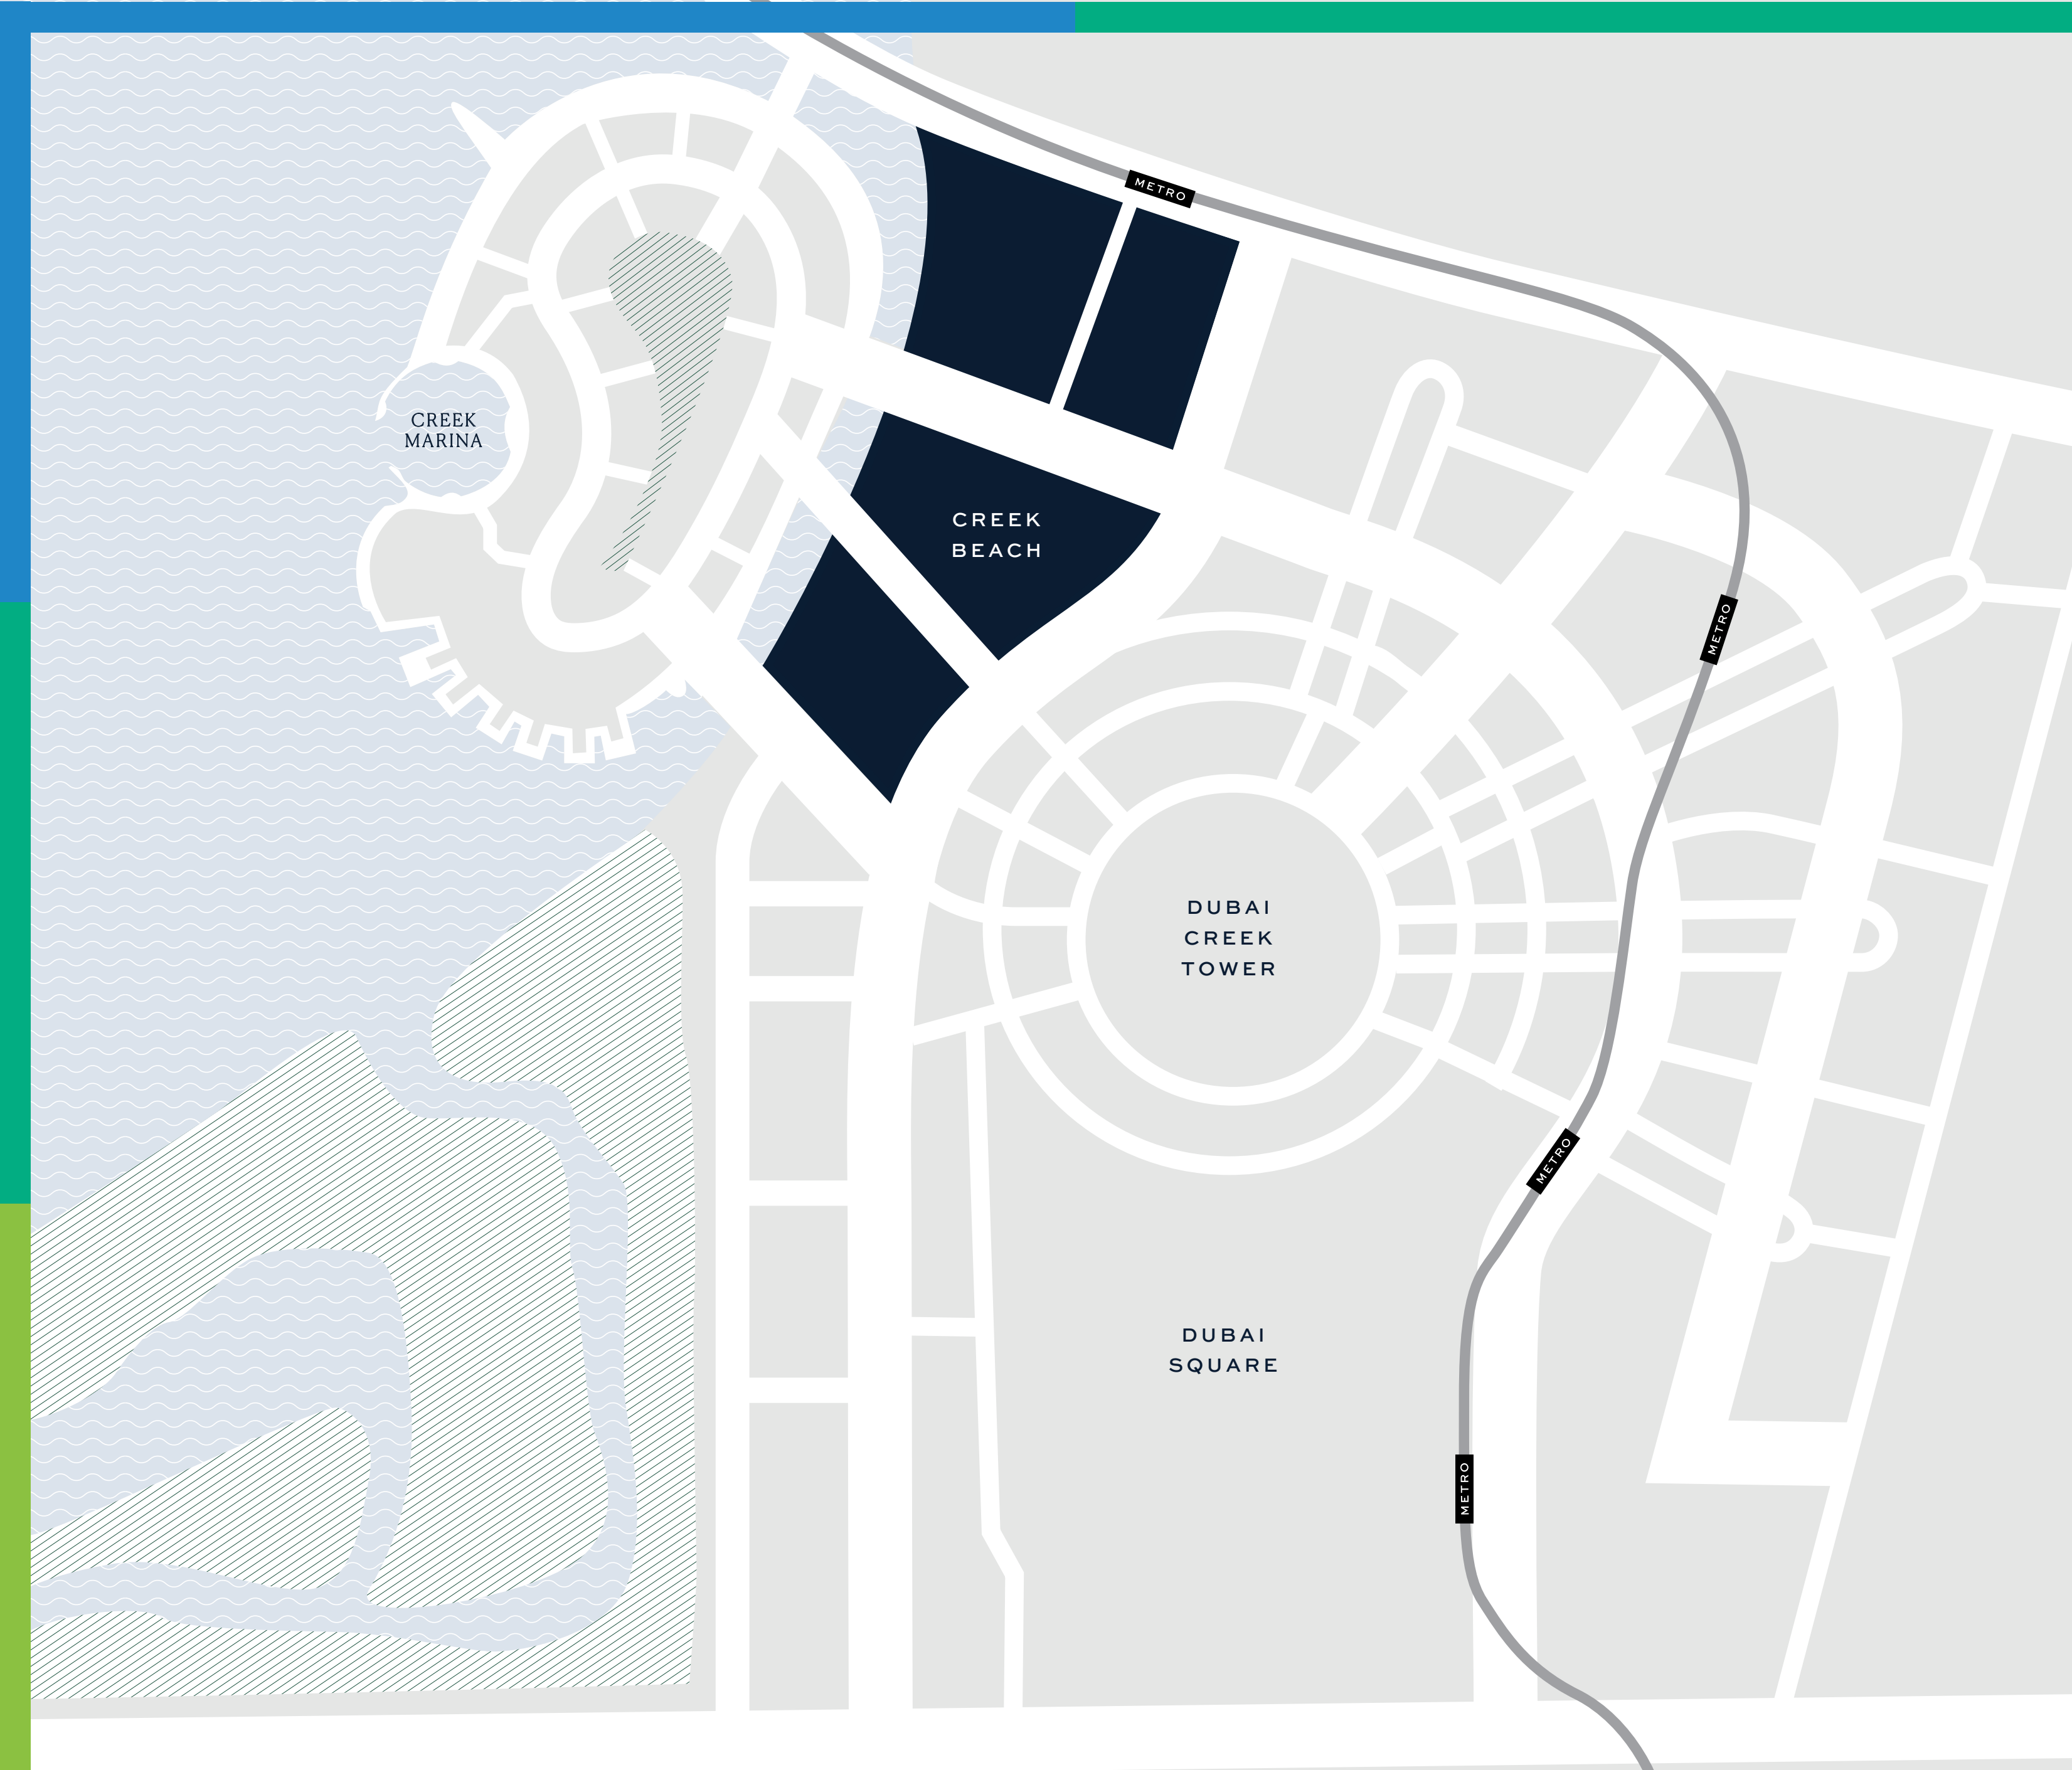 METRO
CREEK
MARINA
CREEK
BEACH
METRO
DUBAI
CREEK
TOWER
METRO
DUBAI
SQUARE
METRO